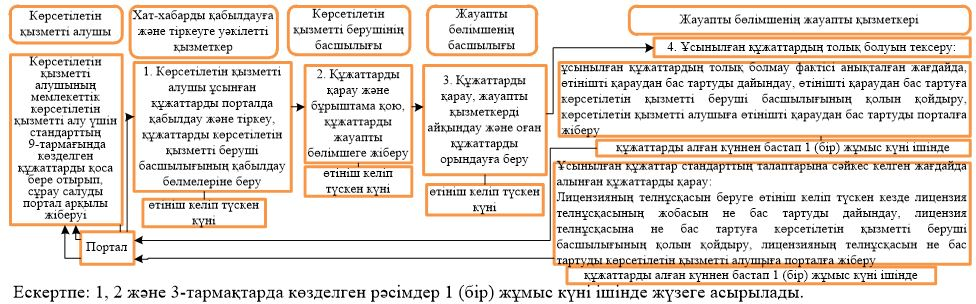 Көрсетілетін
қызметті алушы
Хат-хабарды қабылдауға
және тіркеуге уәкілетті
қызметкер
Көрсетілетін
қызметті берушінің
басшылығы
Жауапты
бөлімшенің
басшылығы
Жауапты бөлімшенің жауапты қызметкері
Көрсетілетін
қызметті
алушының
мемлекеттік
көрсетілетін
қызметті алу үшін
стандарттың
9-тармағында
көзделген
құжаттарды қоса
бере отырып,
сұрау салуды
портал арқылы
жіберуі
1. Көрсетілетін қызметті
алушы ұсынған
құжаттарды порталда
қабылдау және тіркеу,
құжаттарды көрсетілетін
қызметті беруші
басшылығының қабылдау
бөлмелеріне беру
өтініш келіп түскен
күні
2. Құжаттарды
қарау және
бұрыштама қою,
құжаттарды
жауапты
бөлімшеге жіберу
өтініш келіп
түскен күні
3. Құжаттарды
қарау, жауапты
қызметкерді
айқындау және оған
құжаттарды
орындауға беру
өтініш келіп түскен
күні
4. Ұсынылған құжаттардың толық болуын тексеру:
ұсынылған құжаттардың толық болмау фактісі анықталған жағдайда,
өтінішті қараудан бас тартуды дайындау, өтінішті қараудан бас тартуға
көрсетілетін қызметті беруші басшылығының қолын қойдыру,
көрсетілетін қызметті алушыға өтінішті қараудан бас тартуды порталға
жіберу
құжаттарды алған күннен бастап 1 (бір) жұмыс күні ішінде
Ұсынылған құжаттар стандарттың талаптарына сәйкес келген жағдайда
алынған құжаттарды қарау:
Лицензияның телнұсқасын беруге өтініш келіп түскен кезде лицензия
телнұсқасының жобасын не бас тартуды дайындау, лицензия
телнұсқасына не бас тартуға көрсетілетін қызметті беруші
басшылығының қолын қойдыру, лицензияның телнұсқасын не бас
тартуды көрсетілетін қызметті алушыға порталға жіберу
құжаттарды алған күннен бастап 1 (бір) жұмыс күні ішінде
Портал
Ескертпе: 1, 2 және 3-тармақтарда көзделген рәсімдер 1 (бір) жұмыс күні ішінде жүзеге асырылады.